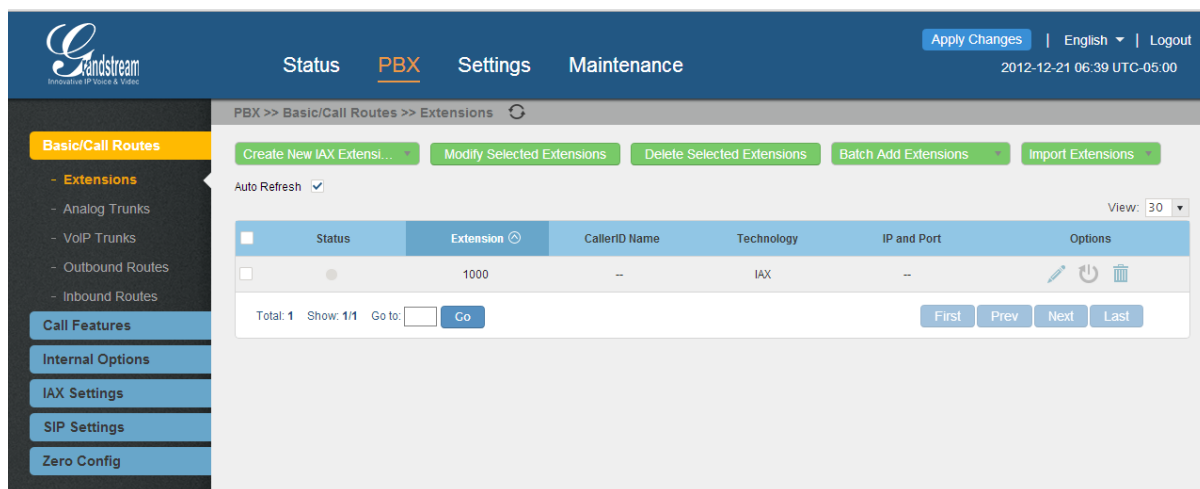 Grandstream
Innovative IP Voice & Video
Status PBX Settings Maintenance
Apply Changes | English | Logout
2012-12-21 06:39 UTC-05:00
PBX >> Basic/Call Routes >> Extensions
Basic/Call Routes
- Extensions
- Analog Trunks
- VoIP Trunks
- Outbound Routes
- Inbound Routes
Call Features
Internal Options
IAX Settings
SIP Settings
Zero Config
Create New IAX Extensi... Modify Selected Extensions Delete Selected Extensions Batch Add Extensions Import Extensions
Auto Refresh
View: 30
Status Extension CallerID Name Technology IP and Port Options
1000 -- IAX --
Total: 1 Show: 1/1 Go to: Go
First Prev Next Last